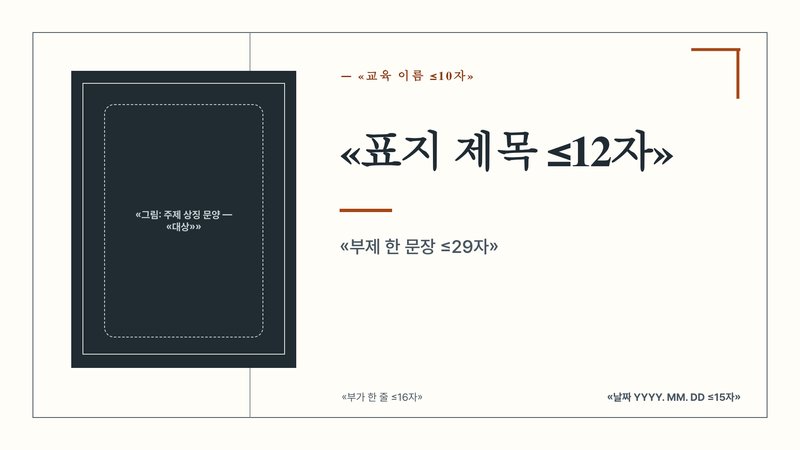 — «교육 이름 ≤10자»
«표지 제목 ≤12자»
«그림: 주제 상징 문양 —
«대상»»
«부제 한 문장 ≤29자»
«부가 한 줄 ≤16자»
«날짜 YYYY. MM. DD ≤15자»